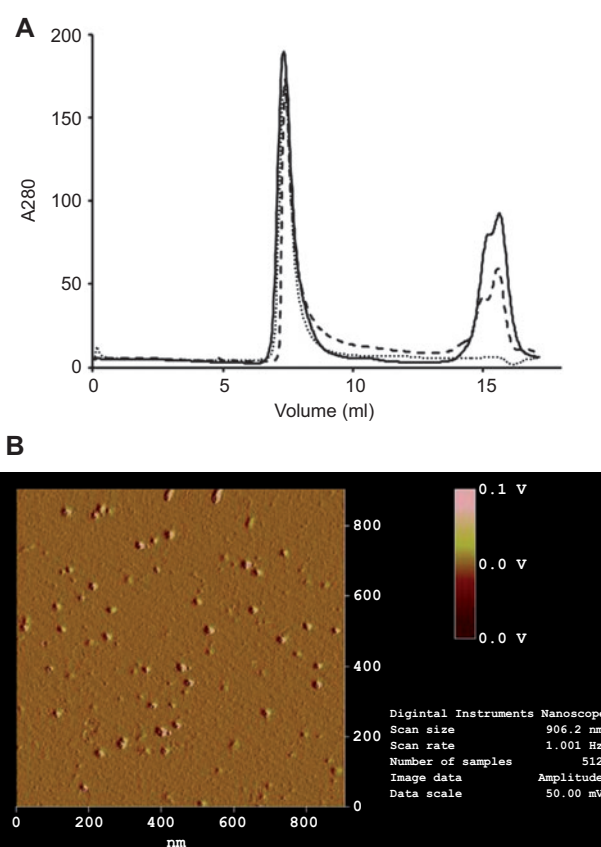 A
200
150
100
50
0
A280
0 5 10 15
Volume (ml)
B
0.1 V
0.0 V
0.0 V
800
600
400
200
0
0 200 400 600 800
nm
Digintal Instruments Nanoscope
Scan size 906.2 nm
Scan rate 1.001 Hz
Number of samples 512
Image data Amplitude
Data scale 50.00 mV